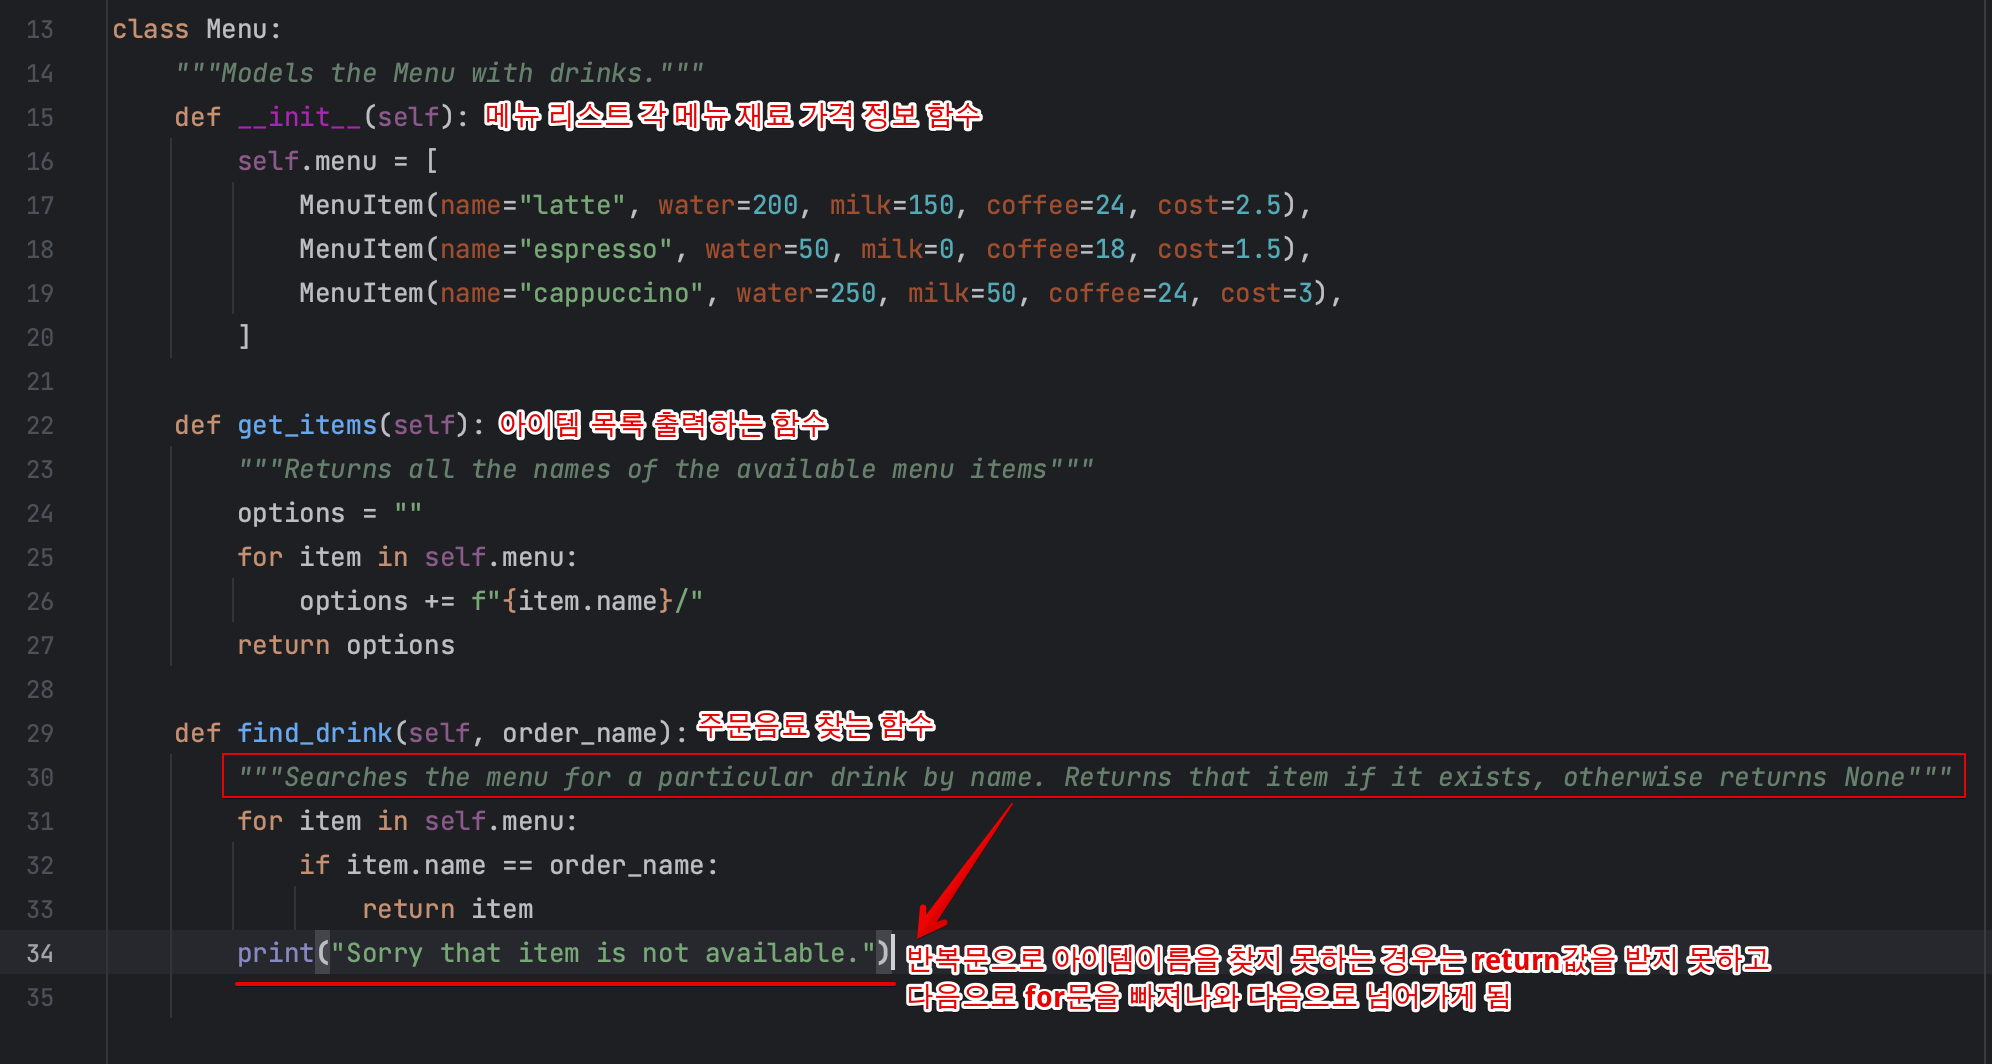 13 class Menu:
14 """Models the Menu with drinks."""
15 def __init__(self): 메뉴 리스트 각 메뉴 재료 가격 정보 함수
16 self.menu = [
17 MenuItem(name="latte", water=200, milk=150, coffee=24, cost=2.5),
18 MenuItem(name="espresso", water=50, milk=0, coffee=18, cost=1.5),
19 MenuItem(name="cappuccino", water=250, milk=50, coffee=24, cost=3),
20 ]
21
22 def get_items(self): 아이템 목록 출력하는 함수
23 """Returns all the names of the available menu items"""
24 options = ""
25 for item in self.menu:
26 options += f"{item.name}/"
27 return options
28
29 def find_drink(self, order_name): 주문음료 찾는 함수
30 """Searches the menu for a particular drink by name. Returns that item if it exists, otherwise returns None"""
31 for item in self.menu:
32 if item.name == order_name:
33 return item
34 print("Sorry that item is not available.") 반복문으로 아이템이름을 찾지 못하는 경우는 return값을 받지 못하고
다음으로 for문을 빠져나와 다음으로 넘어가게 됨
35